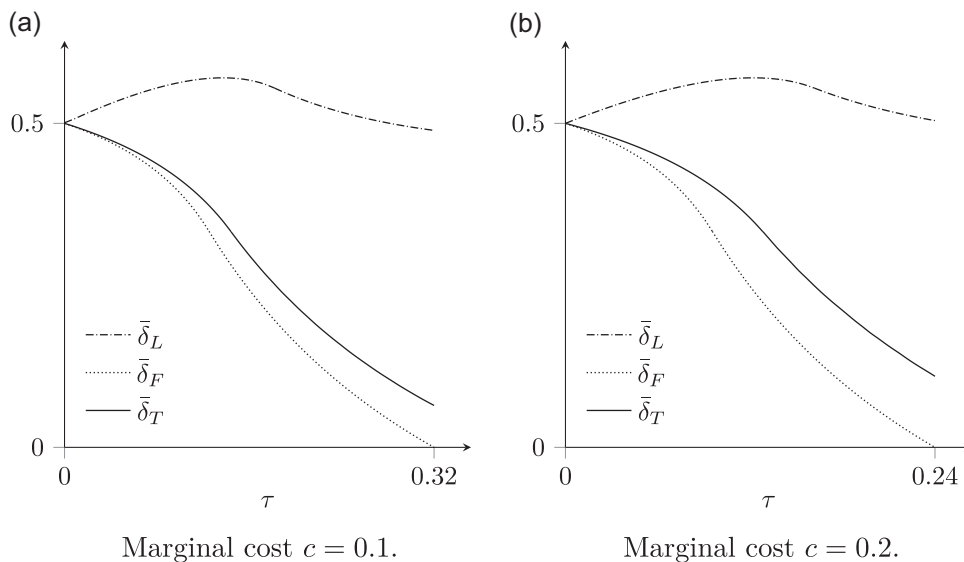 (a)
0.5
δ̄_L
δ̄_F
δ̄_T
0
0
0.32
τ
Marginal cost c = 0.1.
(b)
0.5
δ̄_L
δ̄_F
δ̄_T
0
0
0.24
τ
Marginal cost c = 0.2.